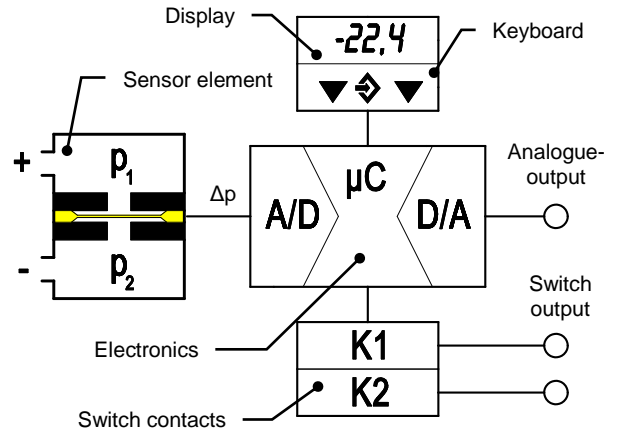 Display
-22,4
Keyboard
Sensor element
+
p1
Δp
A/D
µC
D/A
Analogue-
output
-
p2
Switch
output
Electronics
K1
K2
Switch contacts